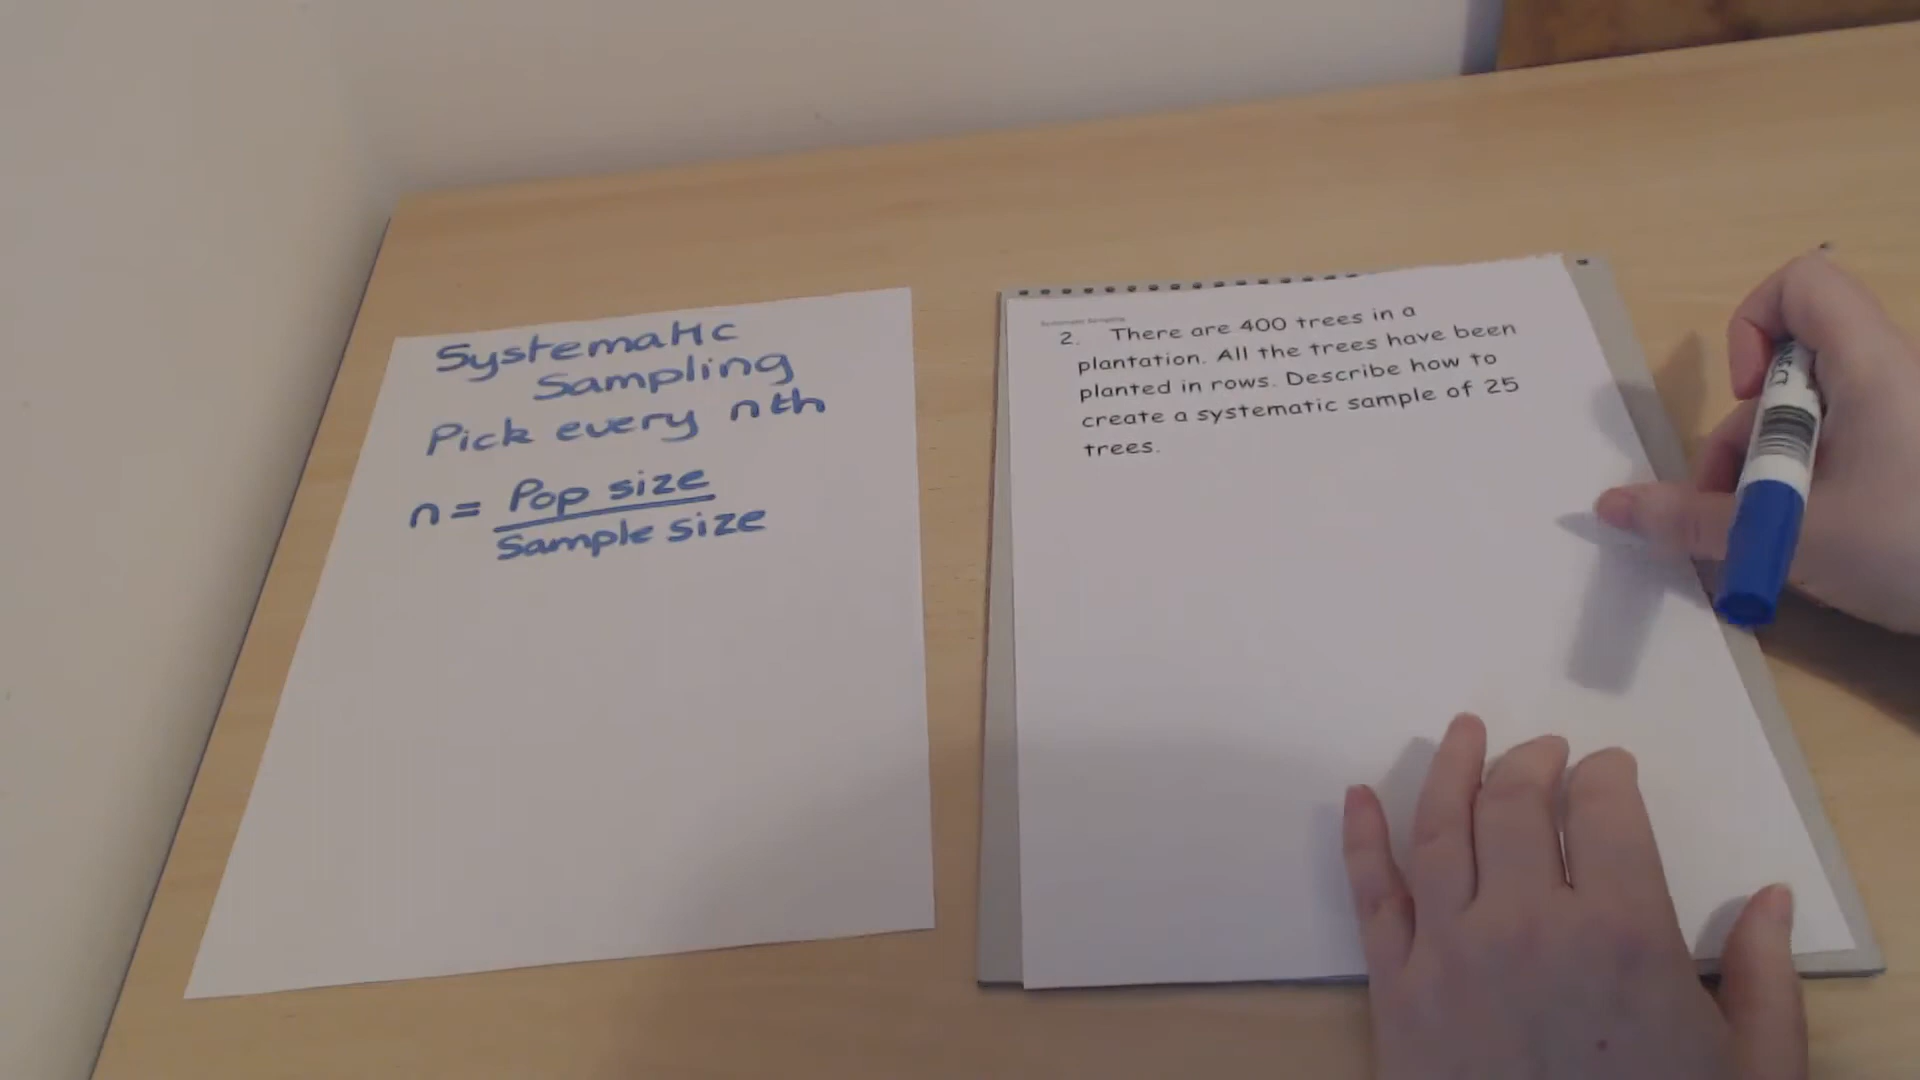 Systematic
Sampling
Pick every nth
n = Pop size
Sample size
2. There are 400 trees in a
plantation. All the trees have been
planted in rows. Describe how to
create a systematic sample of 25
trees.